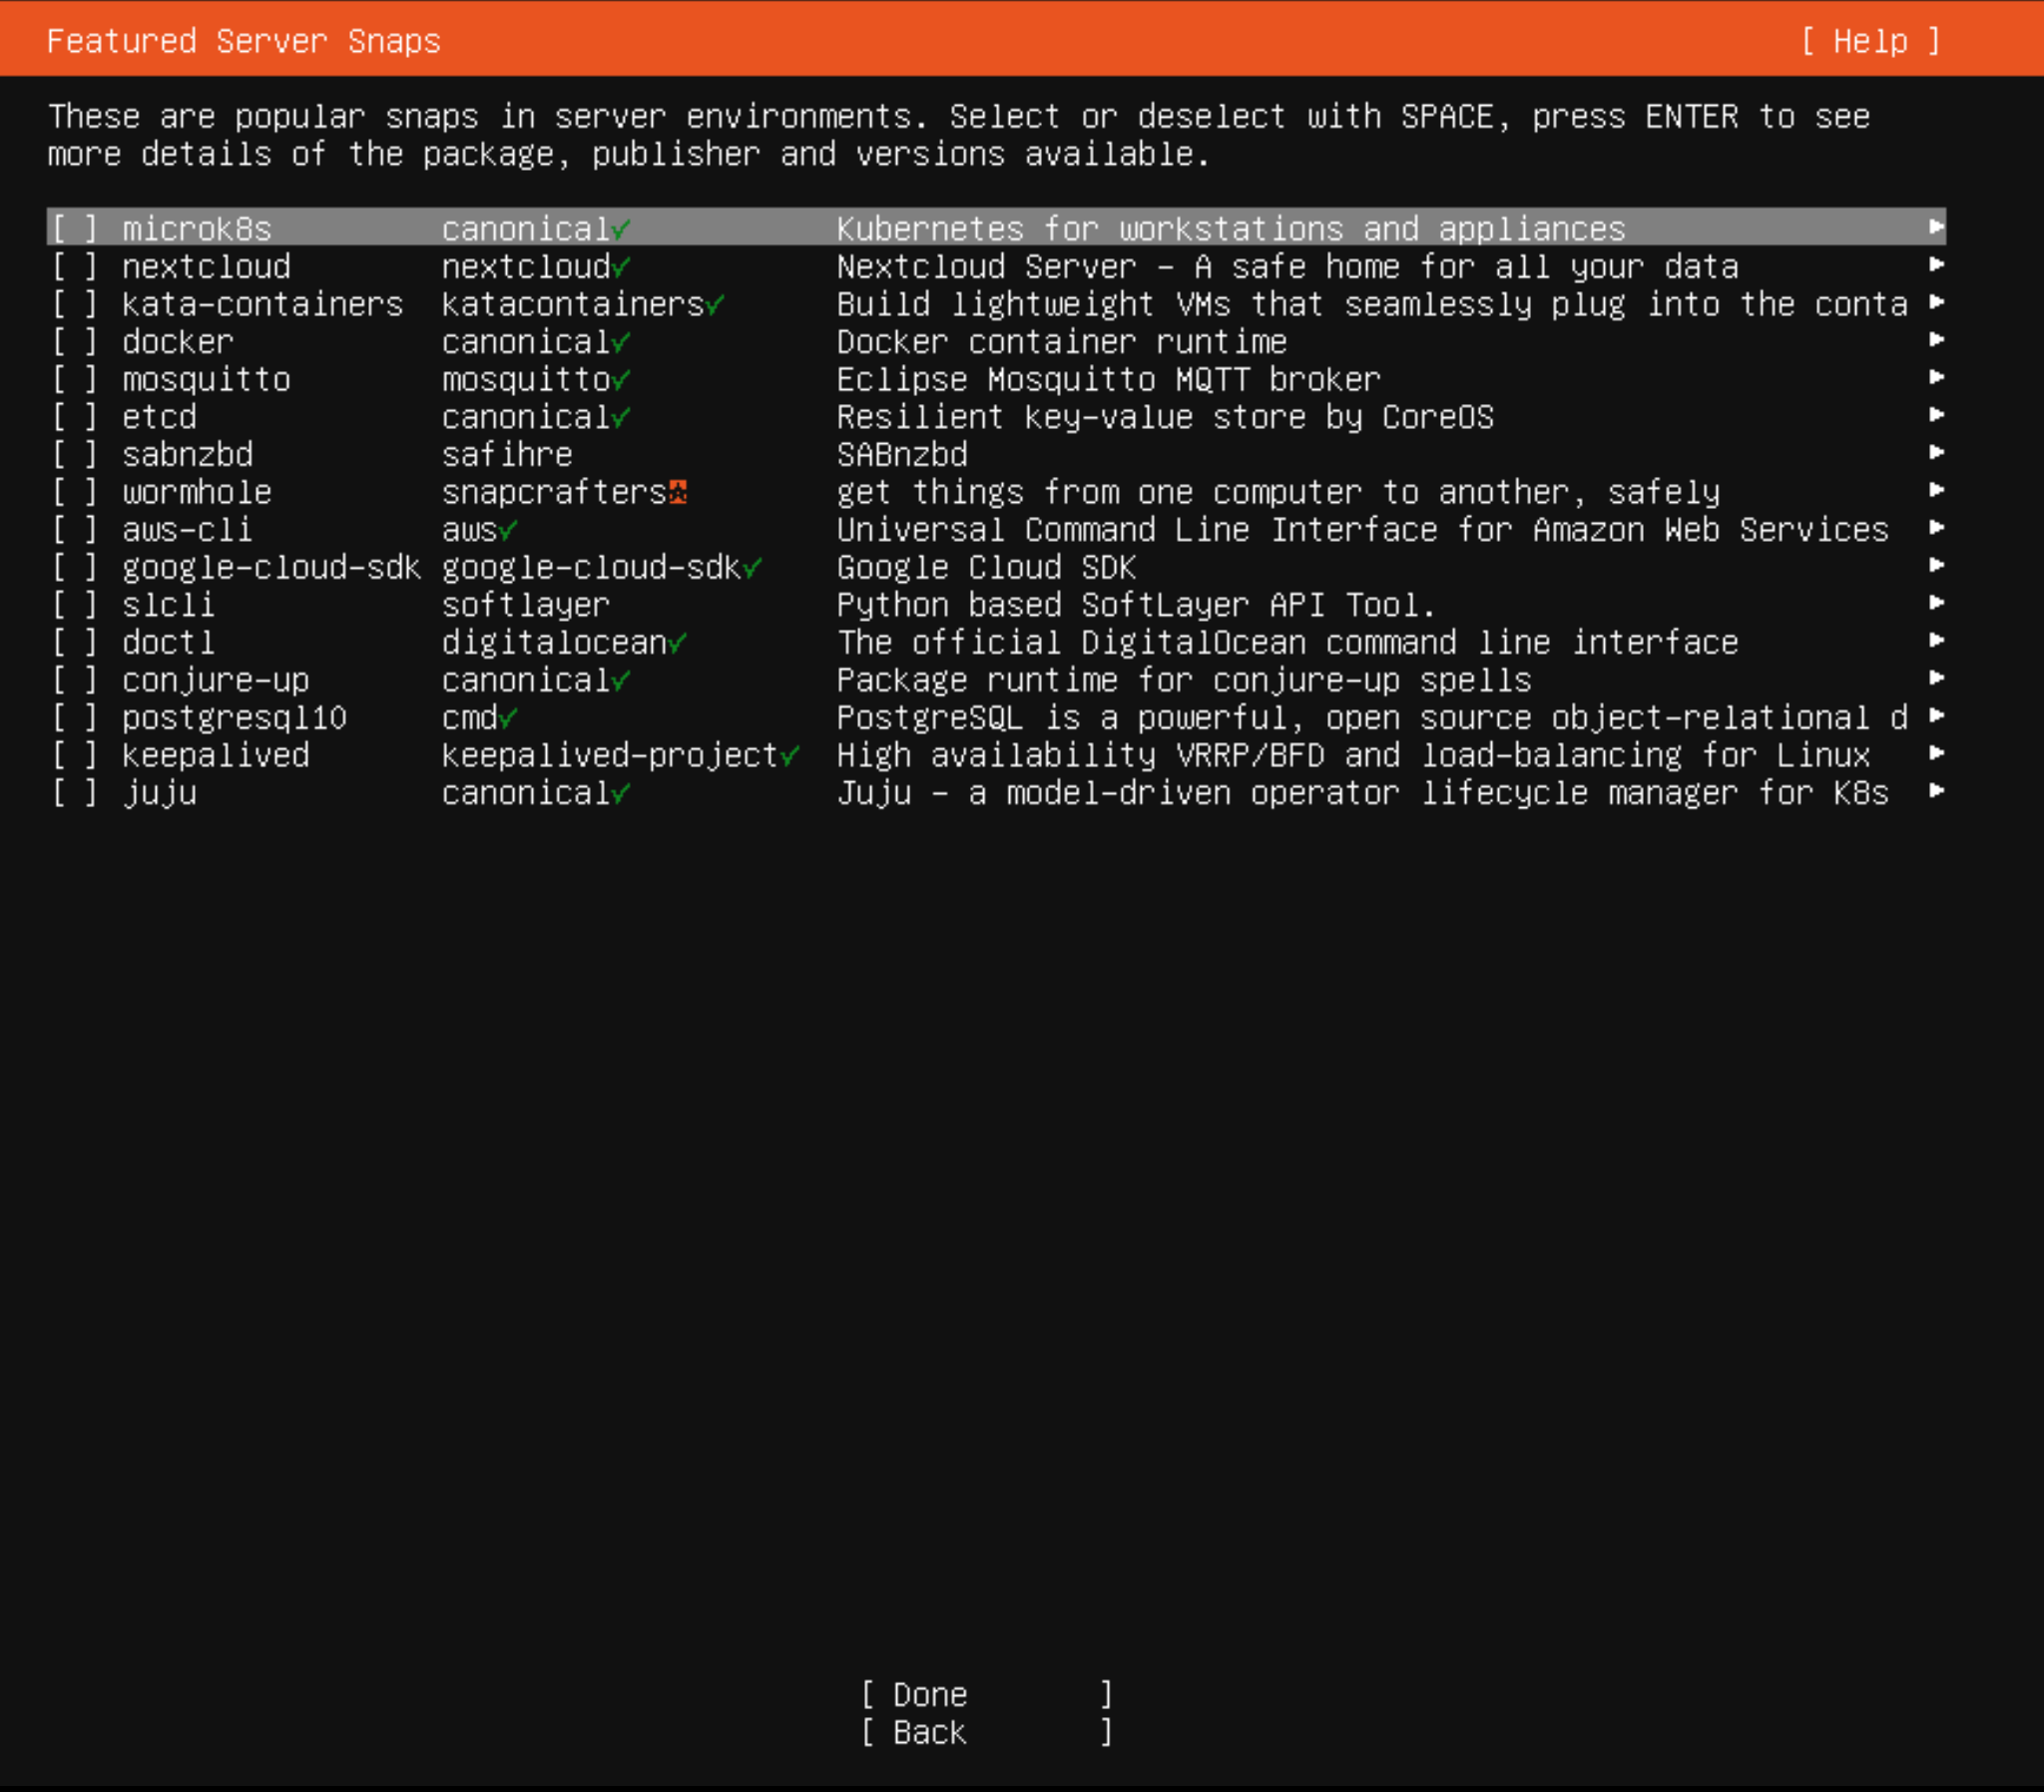 Featured Server Snaps [ Help ]
These are popular snaps in server environments. Select or deselect with SPACE, press ENTER to see
more details of the package, publisher and versions available.
[ ] microk8s canonical✓ Kubernetes for workstations and appliances ►
[ ] nextcloud nextcloud✓ Nextcloud Server - A safe home for all your data ►
[ ] kata-containers katacontainers✓ Build lightweight VMs that seamlessly plug into the conta ►
[ ] docker canonical✓ Docker container runtime ►
[ ] mosquitto mosquitto✓ Eclipse Mosquitto MQTT broker ►
[ ] etcd canonical✓ Resilient key-value store by CoreOS ►
[ ] sabnzbd safihre SABnzbd ►
[ ] wormhole snapcrafters✪ get things from one computer to another, safely ►
[ ] aws-cli aws✓ Universal Command Line Interface for Amazon Web Services ►
[ ] google-cloud-sdk google-cloud-sdk✓ Google Cloud SDK ►
[ ] slcli softlayer Python based SoftLayer API Tool. ►
[ ] doctl digitalocean✓ The official DigitalOcean command line interface ►
[ ] conjure-up canonical✓ Package runtime for conjure-up spells ►
[ ] postgresql10 cmd✓ PostgreSQL is a powerful, open source object-relational d ►
[ ] keepalived keepalived-project✓ High availability VRRP/BFD and load-balancing for Linux ►
[ ] juju canonical✓ Juju - a model-driven operator lifecycle manager for K8s ►
[ Done ]
[ Back ]